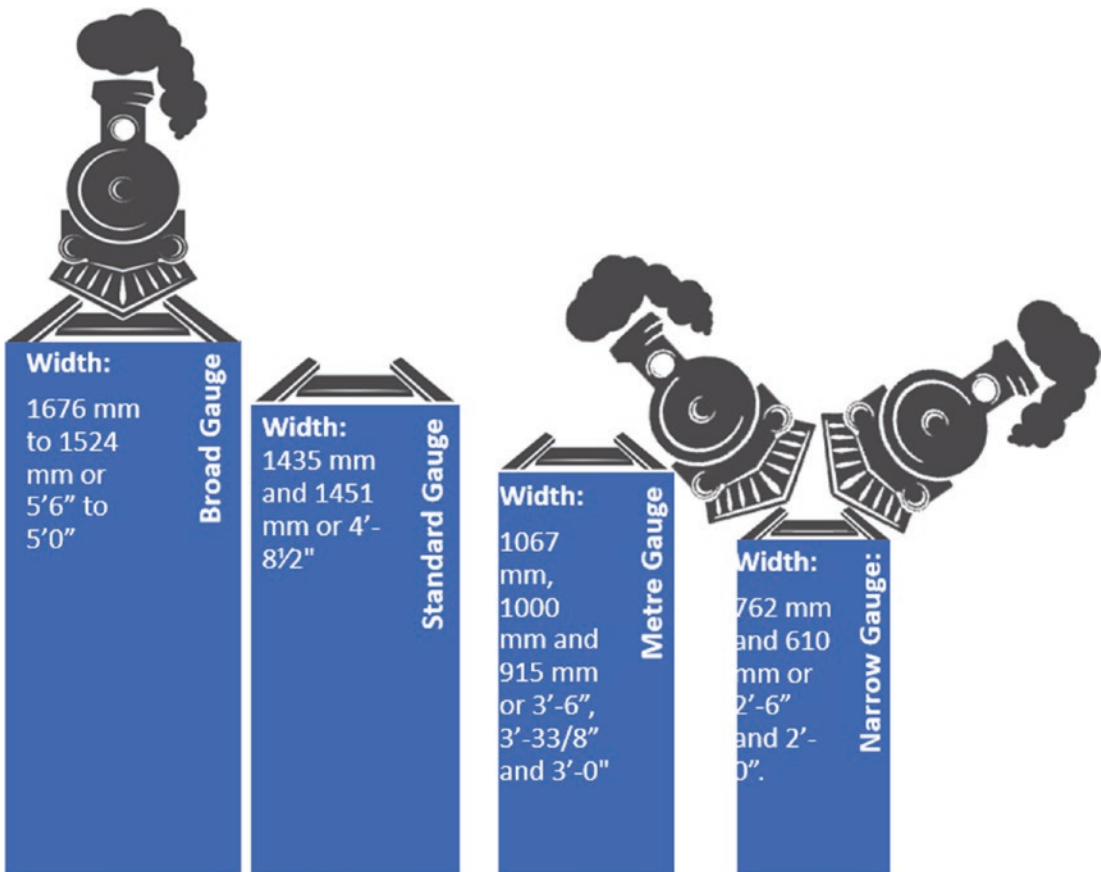 Width:
1676 mm
to 1524
mm or
5’6” to
5’0”
Broad Gauge
Width:
1435 mm
and 1451
mm or 4’-
8½"
Standard Gauge
Width:
1067
mm,
1000
mm and
915 mm
or 3’-6”,
3’-33/8”
and 3’-0"
Metre Gauge
Width:
762 mm
and 610
mm or
2’-6”
and 2’-
0”.
Narrow Gauge: